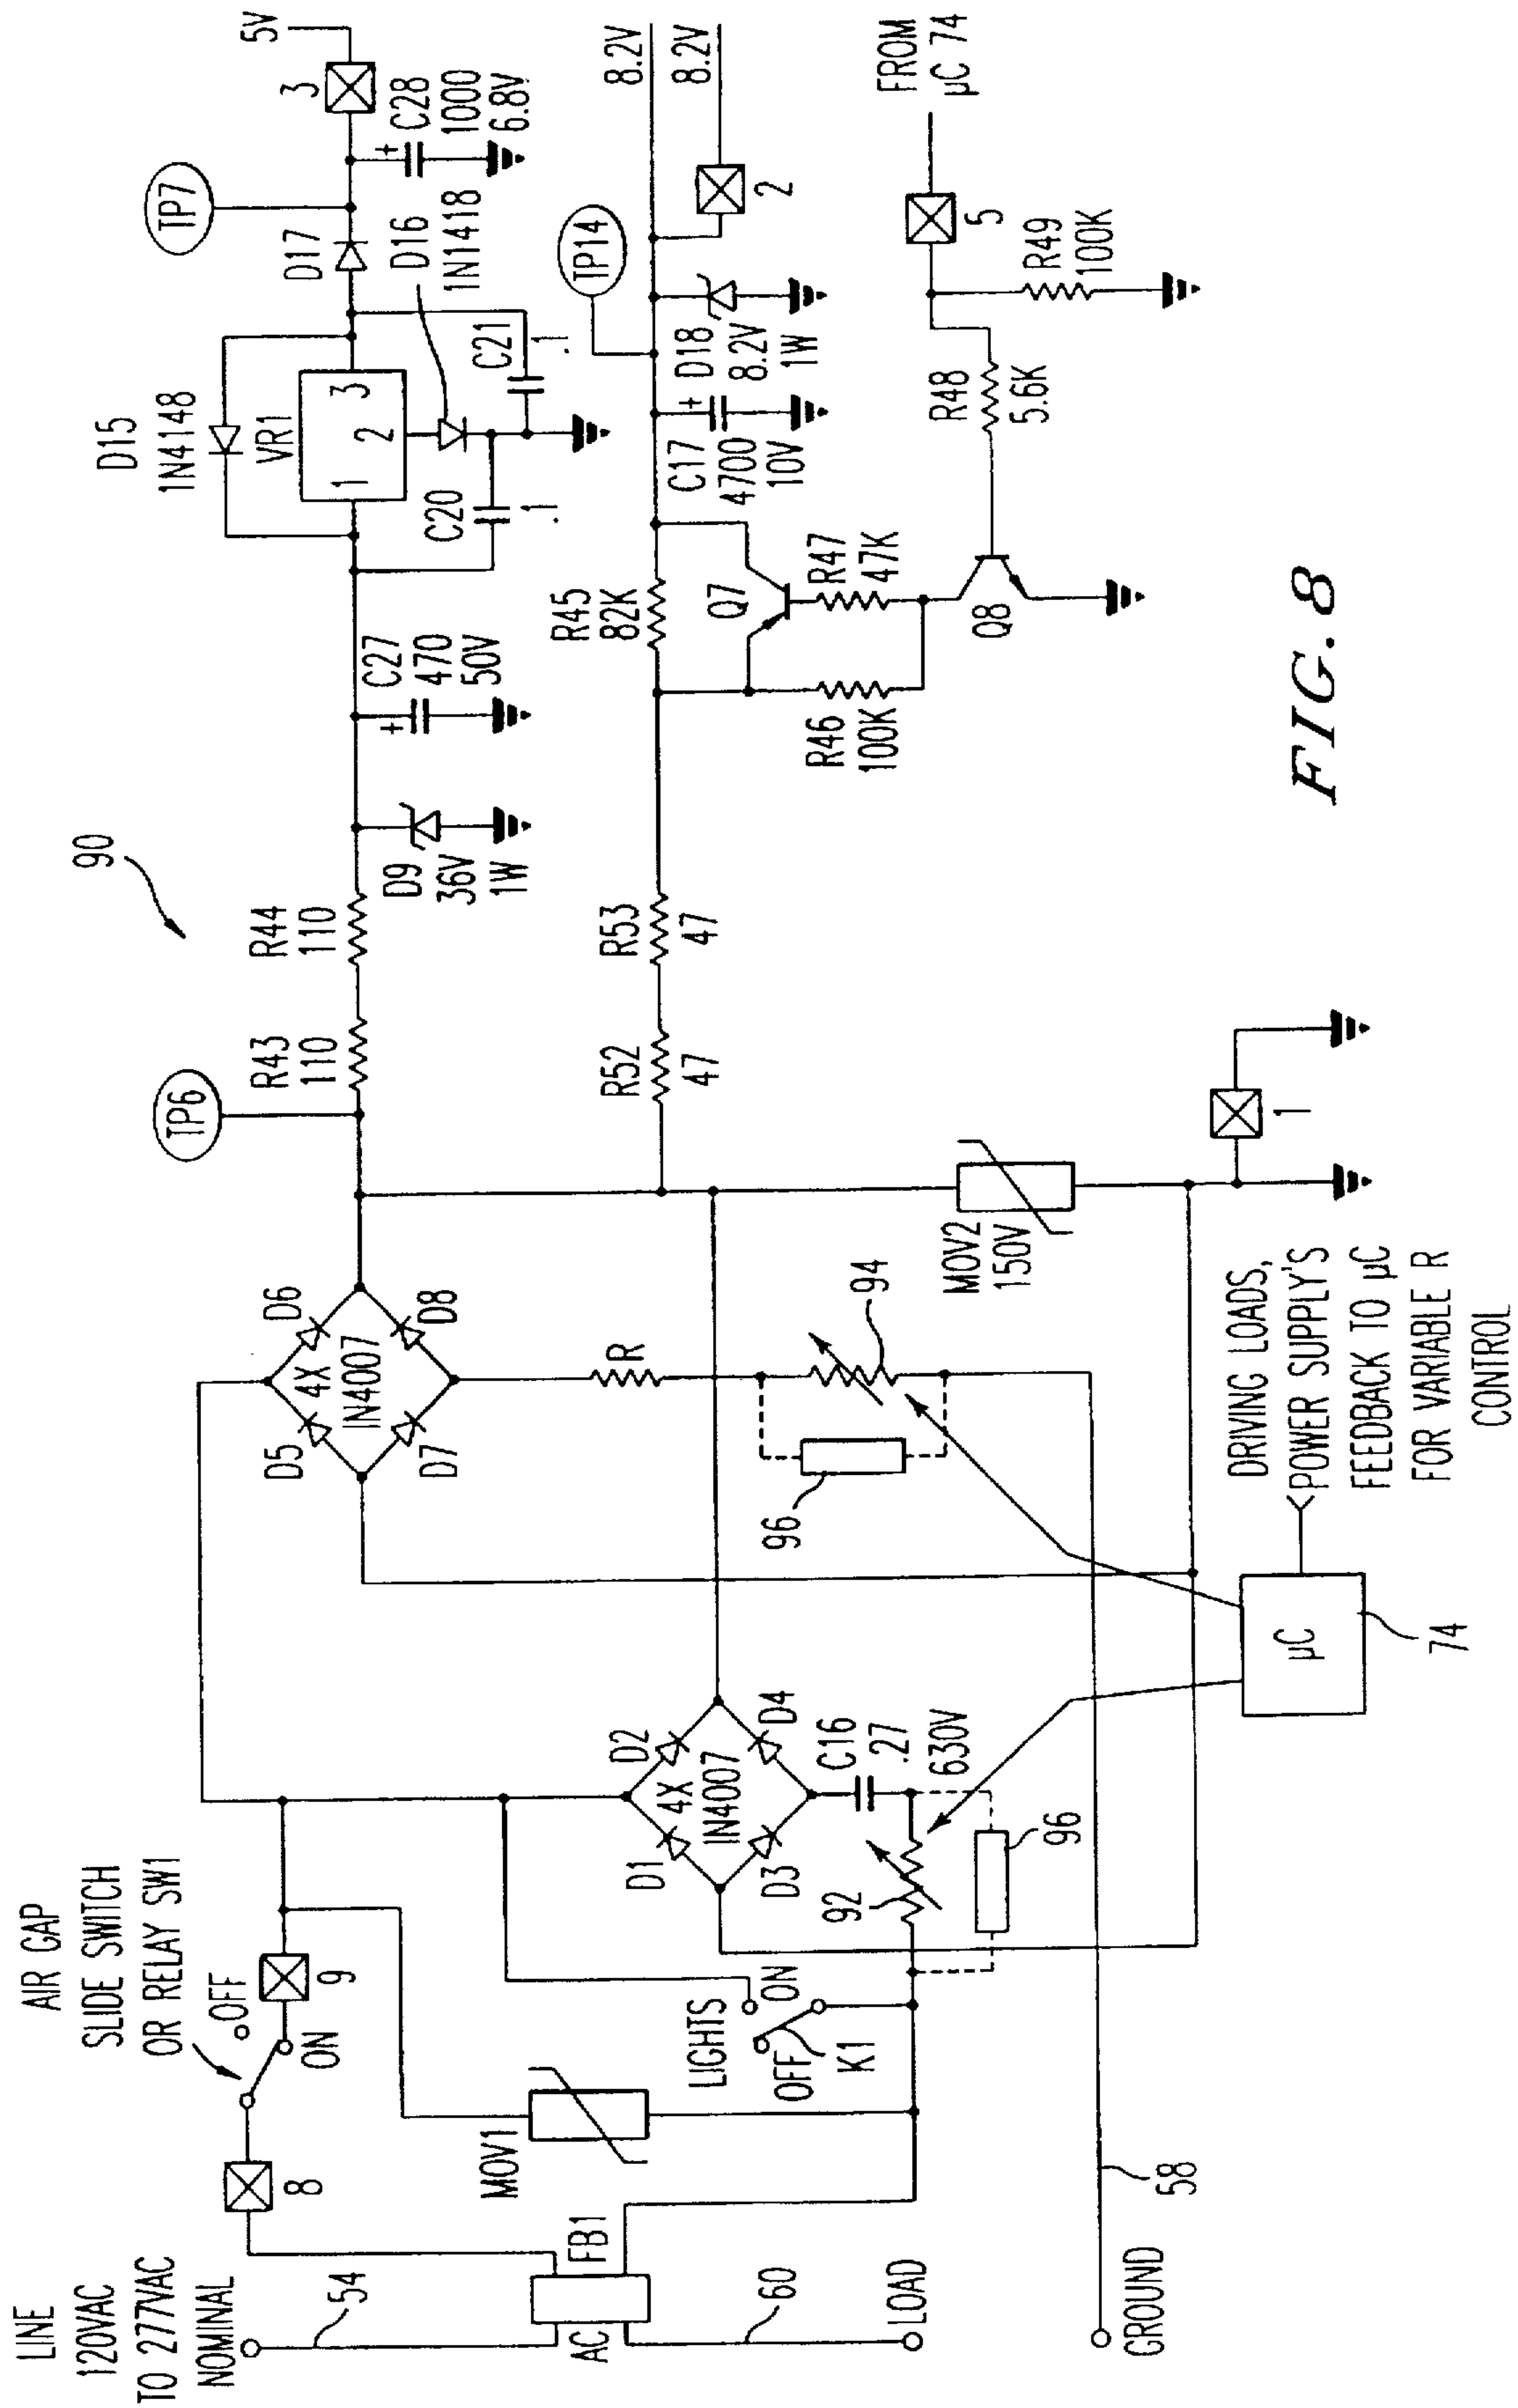 LINE
120VAC
TO 277VAC
NOMINAL
54
AC
FB1
60
LOAD
GROUND
58
8
AIR GAP
SLIDE SWITCH
OR RELAY SW1
OFF
ON
9
MOV1
LIGHTS
ON
OFF
K1
D1
D2
4X
IN4007
D3
D4
C16
.27
630V
92
96
µC
74
DRIVING LOADS,
POWER SUPPLY'S
FEEDBACK TO µC
FOR VARIABLE R
CONTROL
D5
D6
4X
IN4007
D7
D8
R
94
96
MOV2
150V
1
TP6
90
R43
110
R44
110
D9
36V
1W
C27
470
50V
D15
1N4148
VR1
1
2
3
C20
.1
C21
.1
D16
1N1418
D17
TP7
C28
1000
6.8V
3
5V
R52
47
R53
47
R45
82K
Q7
R46
100K
R47
47K
Q8
C17
4700
10V
D18
8.2V
1W
TP14
2
8.2V
8.2V
R48
5.6K
R49
100K
5
FROM
µC 74
FIG. 8